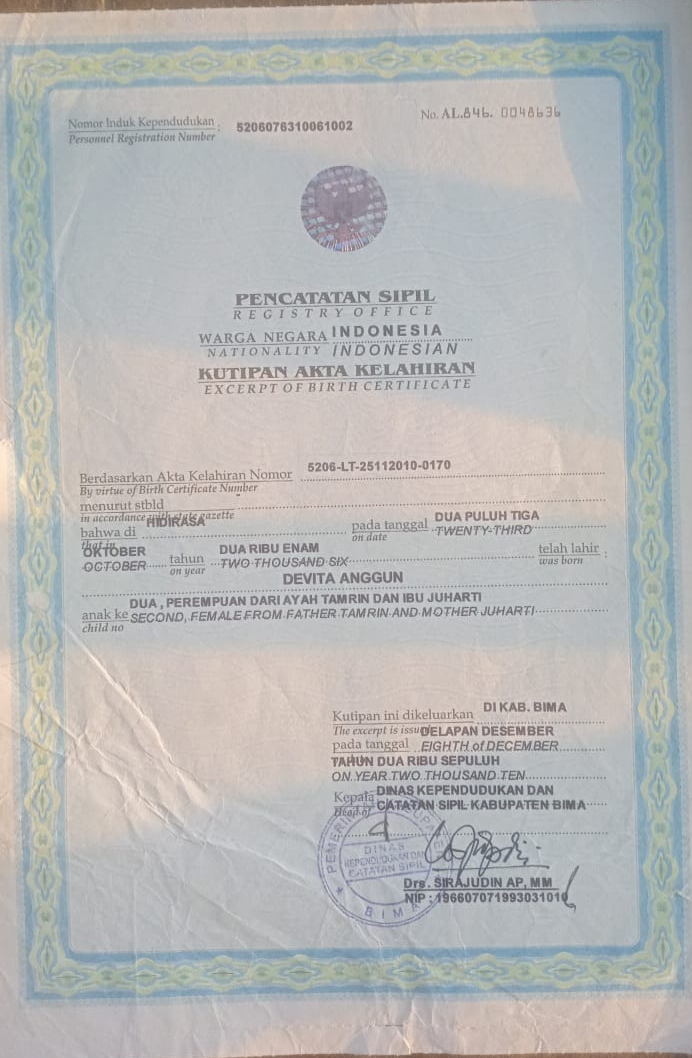 Nomor Induk Kependudukan : 5206076310061002
Personnel Registration Number
No. AL.846. 0048636
PENCATATAN SIPIL
REGISTRY OFFICE
WARGA NEGARA INDONESIA
NATIONALITY INDONESIAN
KUTIPAN AKTA KELAHIRAN
EXCERPT OF BIRTH CERTIFICATE
Berdasarkan Akta Kelahiran Nomor 5206-LT-25112010-0170
By virtue of Birth Certificate Number
menurut stbld
in accordance with state gazette
bahwa di HIDIRASA pada tanggal DUA PULUH TIGA
that in on date TWENTY-THIRD
OKTOBER tahun DUA RIBU ENAM telah lahir :
OCTOBER on year TWO THOUSAND SIX was born
DEVITA ANGGUN
anak ke DUA , PEREMPUAN DARI AYAH TAMRIN DAN IBU JUHARTI
child no SECOND, FEMALE FROM FATHER TAMRIN AND MOTHER JUHARTI
Kutipan ini dikeluarkan DI KAB. BIMA
The excerpt is issued
pada tanggal DELAPAN DESEMBER
EIGHTH of DECEMBER
TAHUN DUA RIBU SEPULUH
ON YEAR TWO THOUSAND TEN
Kepala DINAS KEPENDUDUKAN DAN
Head of CATATAN SIPIL KABUPATEN BIMA
DINAS
KEPENDUDUKAN DAN
CATATAN SIPIL
BIMA
Drs. SIRAJUDIN AP, MM
NIP : 196607071993031010